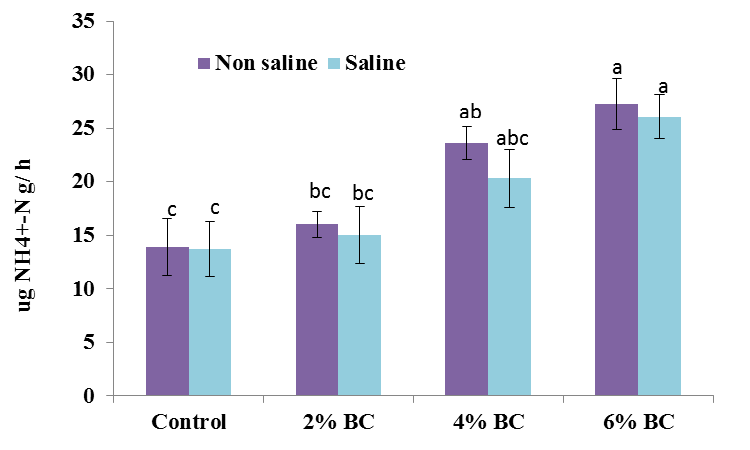 35
30
25
20
15
10
5
0
ug NH4+-N g/ h
Non saline Saline
c c bc bc ab abc a a
Control 2% BC 4% BC 6% BC